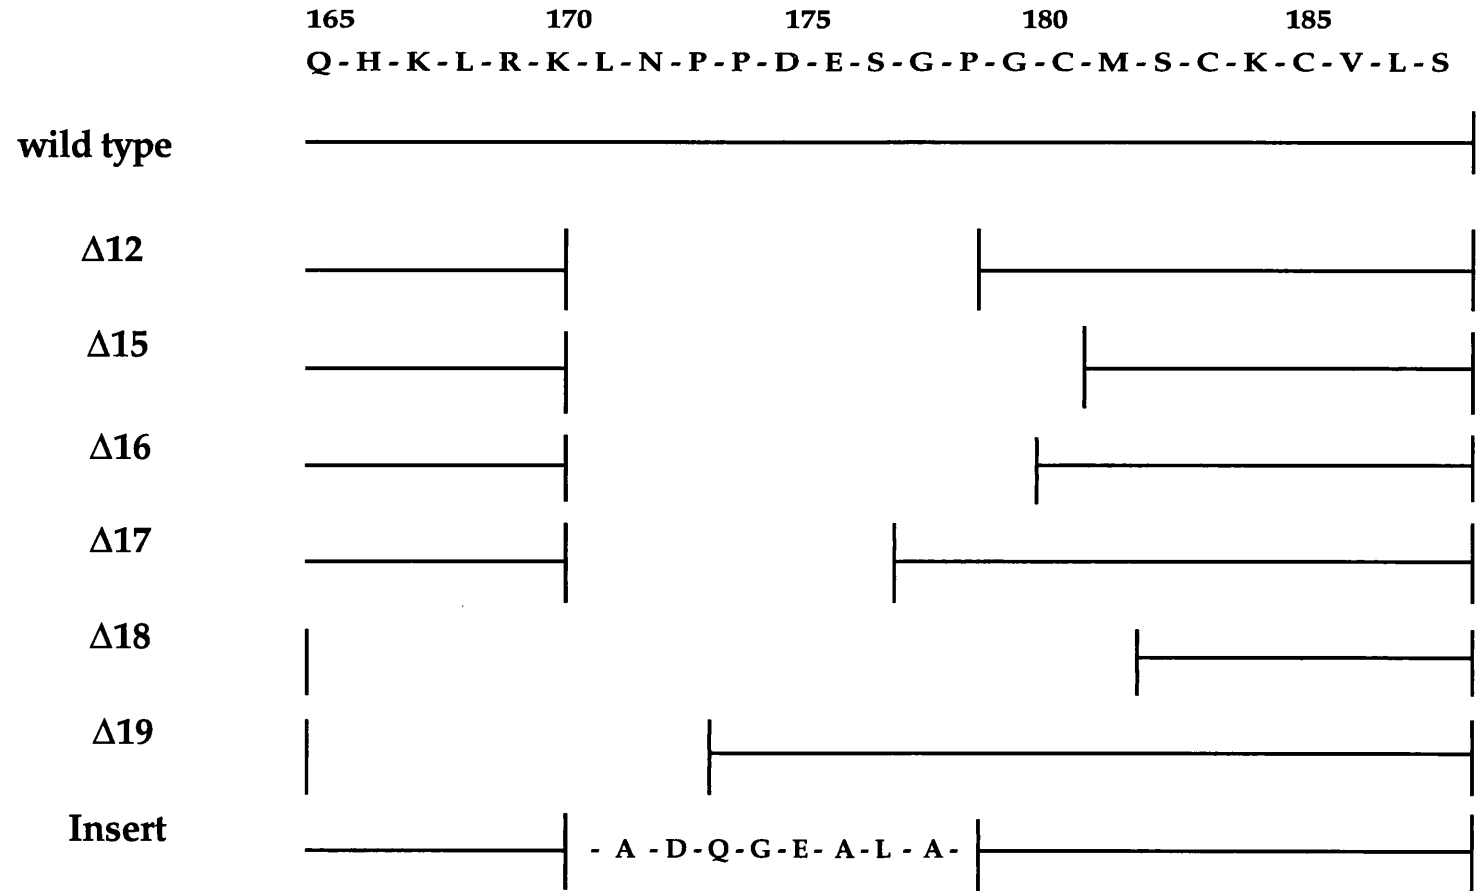 165 170 175 180 185
Q - H - K - L - R - K - L - N - P - P - D - E - S - G - P - G - C - M - S - C - K - C - V - L - S
wild type
Δ12
Δ15
Δ16
Δ17
Δ18
Δ19
Insert - A - D - Q - G - E - A - L - A -